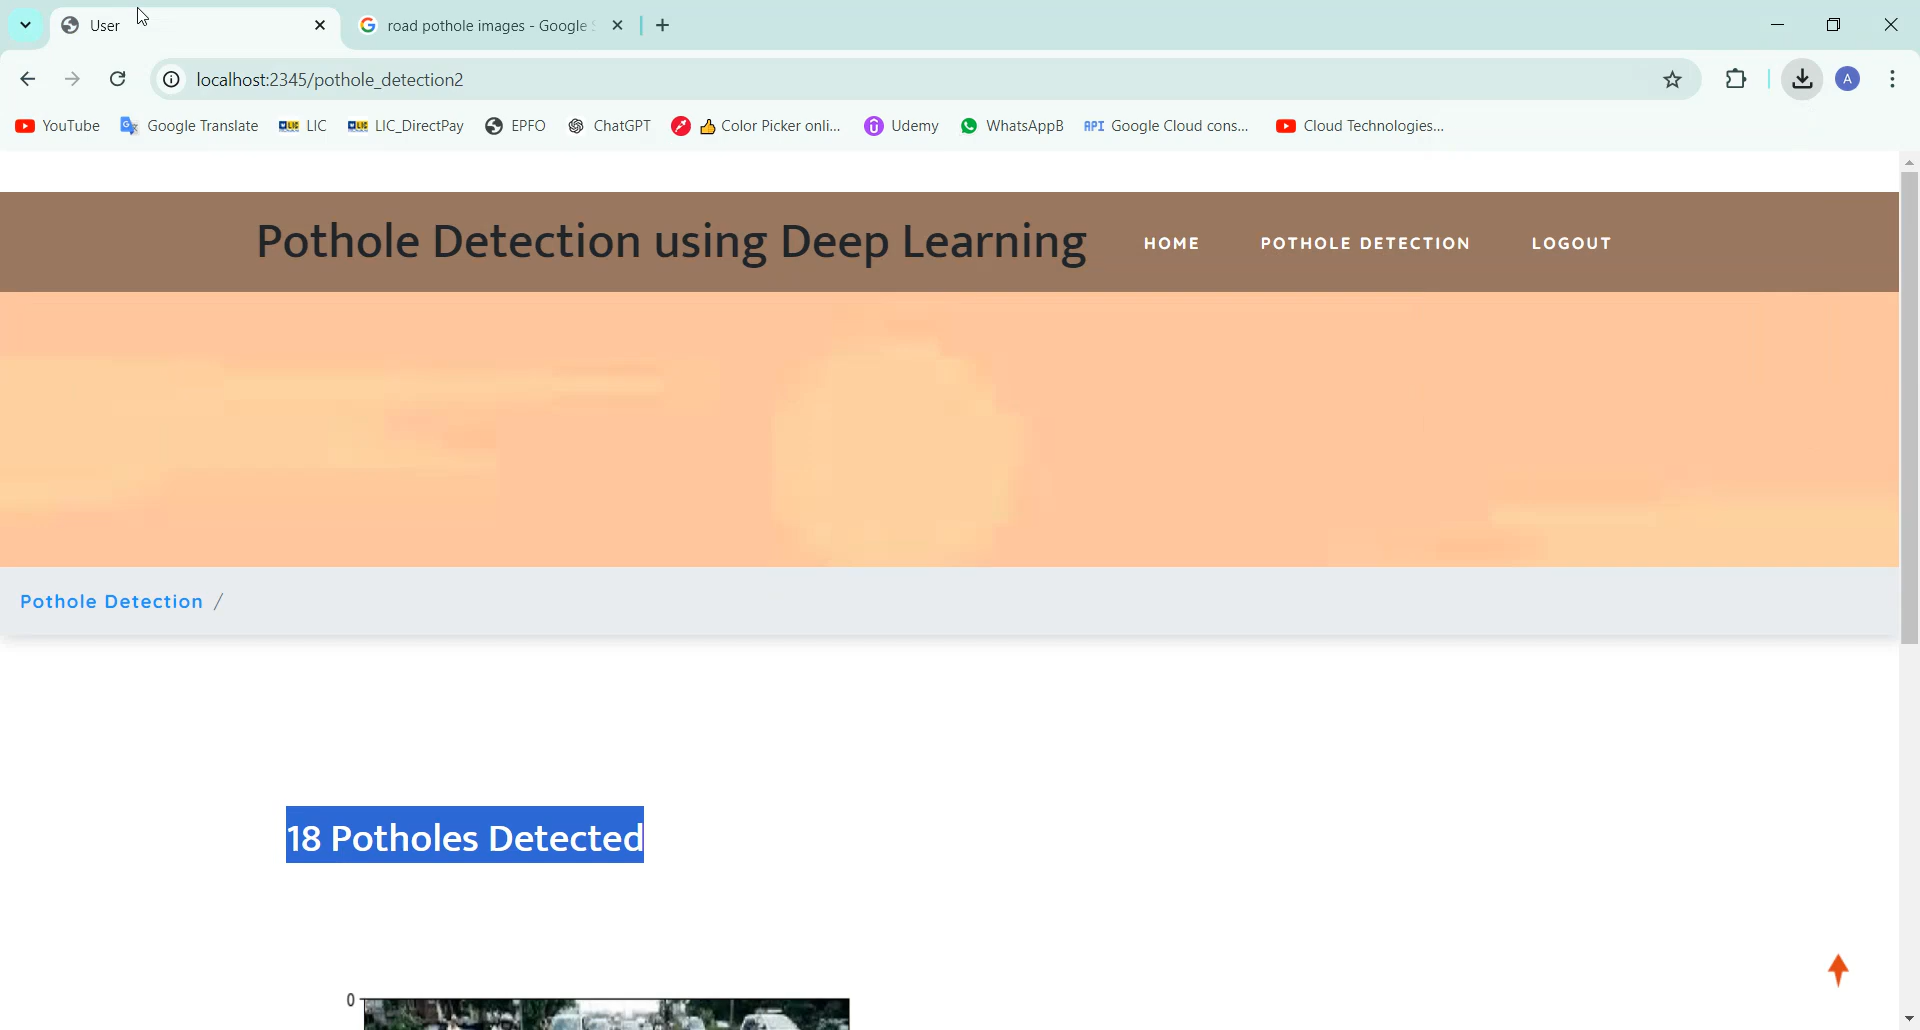 User
road pothole images - Google
localhost:2345/pothole_detection2
A
YouTube
Google Translate
LIC
LIC_DirectPay
EPFO
ChatGPT
Color Picker onli...
Udemy
WhatsAppB
API Google Cloud cons...
Cloud Technologies...
Pothole Detection using Deep Learning
HOME
POTHOLE DETECTION
LOGOUT
Pothole Detection /
18 Potholes Detected
0